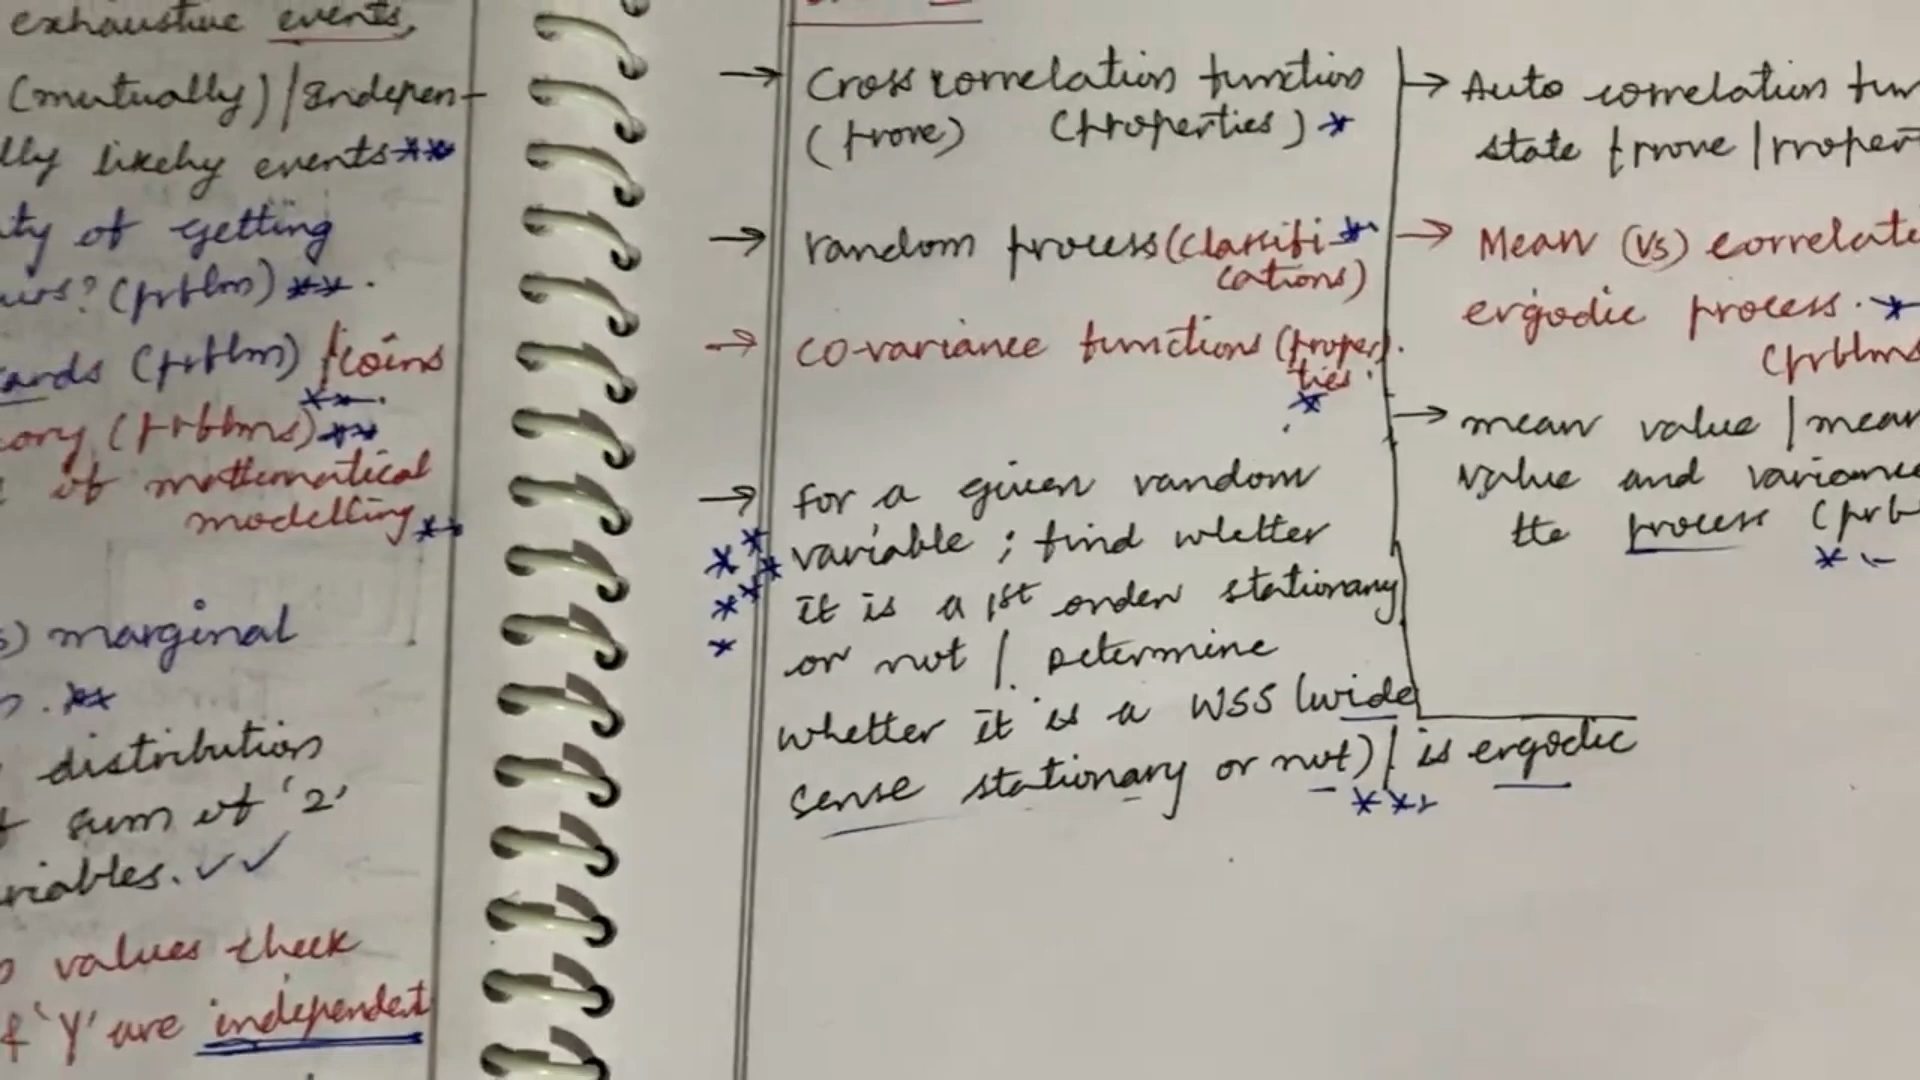 exhaustive events,
(mutually) / Indepen-
lly likely events **
ty of getting
? (prblm) **.
ards (prblm) / coins
ory (prblms) **
of mathematical
modelling **
s) marginal
**
distribution
sum of '2'
riables. ✓✓
values check
f 'Y' are independent
→ Cross correlation function
(prove) (Properties) *
→ random process (classifi- *
cations)
→ co-variance functions (proper
ties.
*
→ for a given random
variable ; find whether
it is a 1st order stationary
or not / Determine
whether it is a WSS (wide
sense stationary or not) / is ergodic
***
→ Auto correlation fun
state prove / Propert
→ Mean (vs) correlat
ergodic process. *
(prblms
→ mean value / mean
value and variance
the process (prb
*